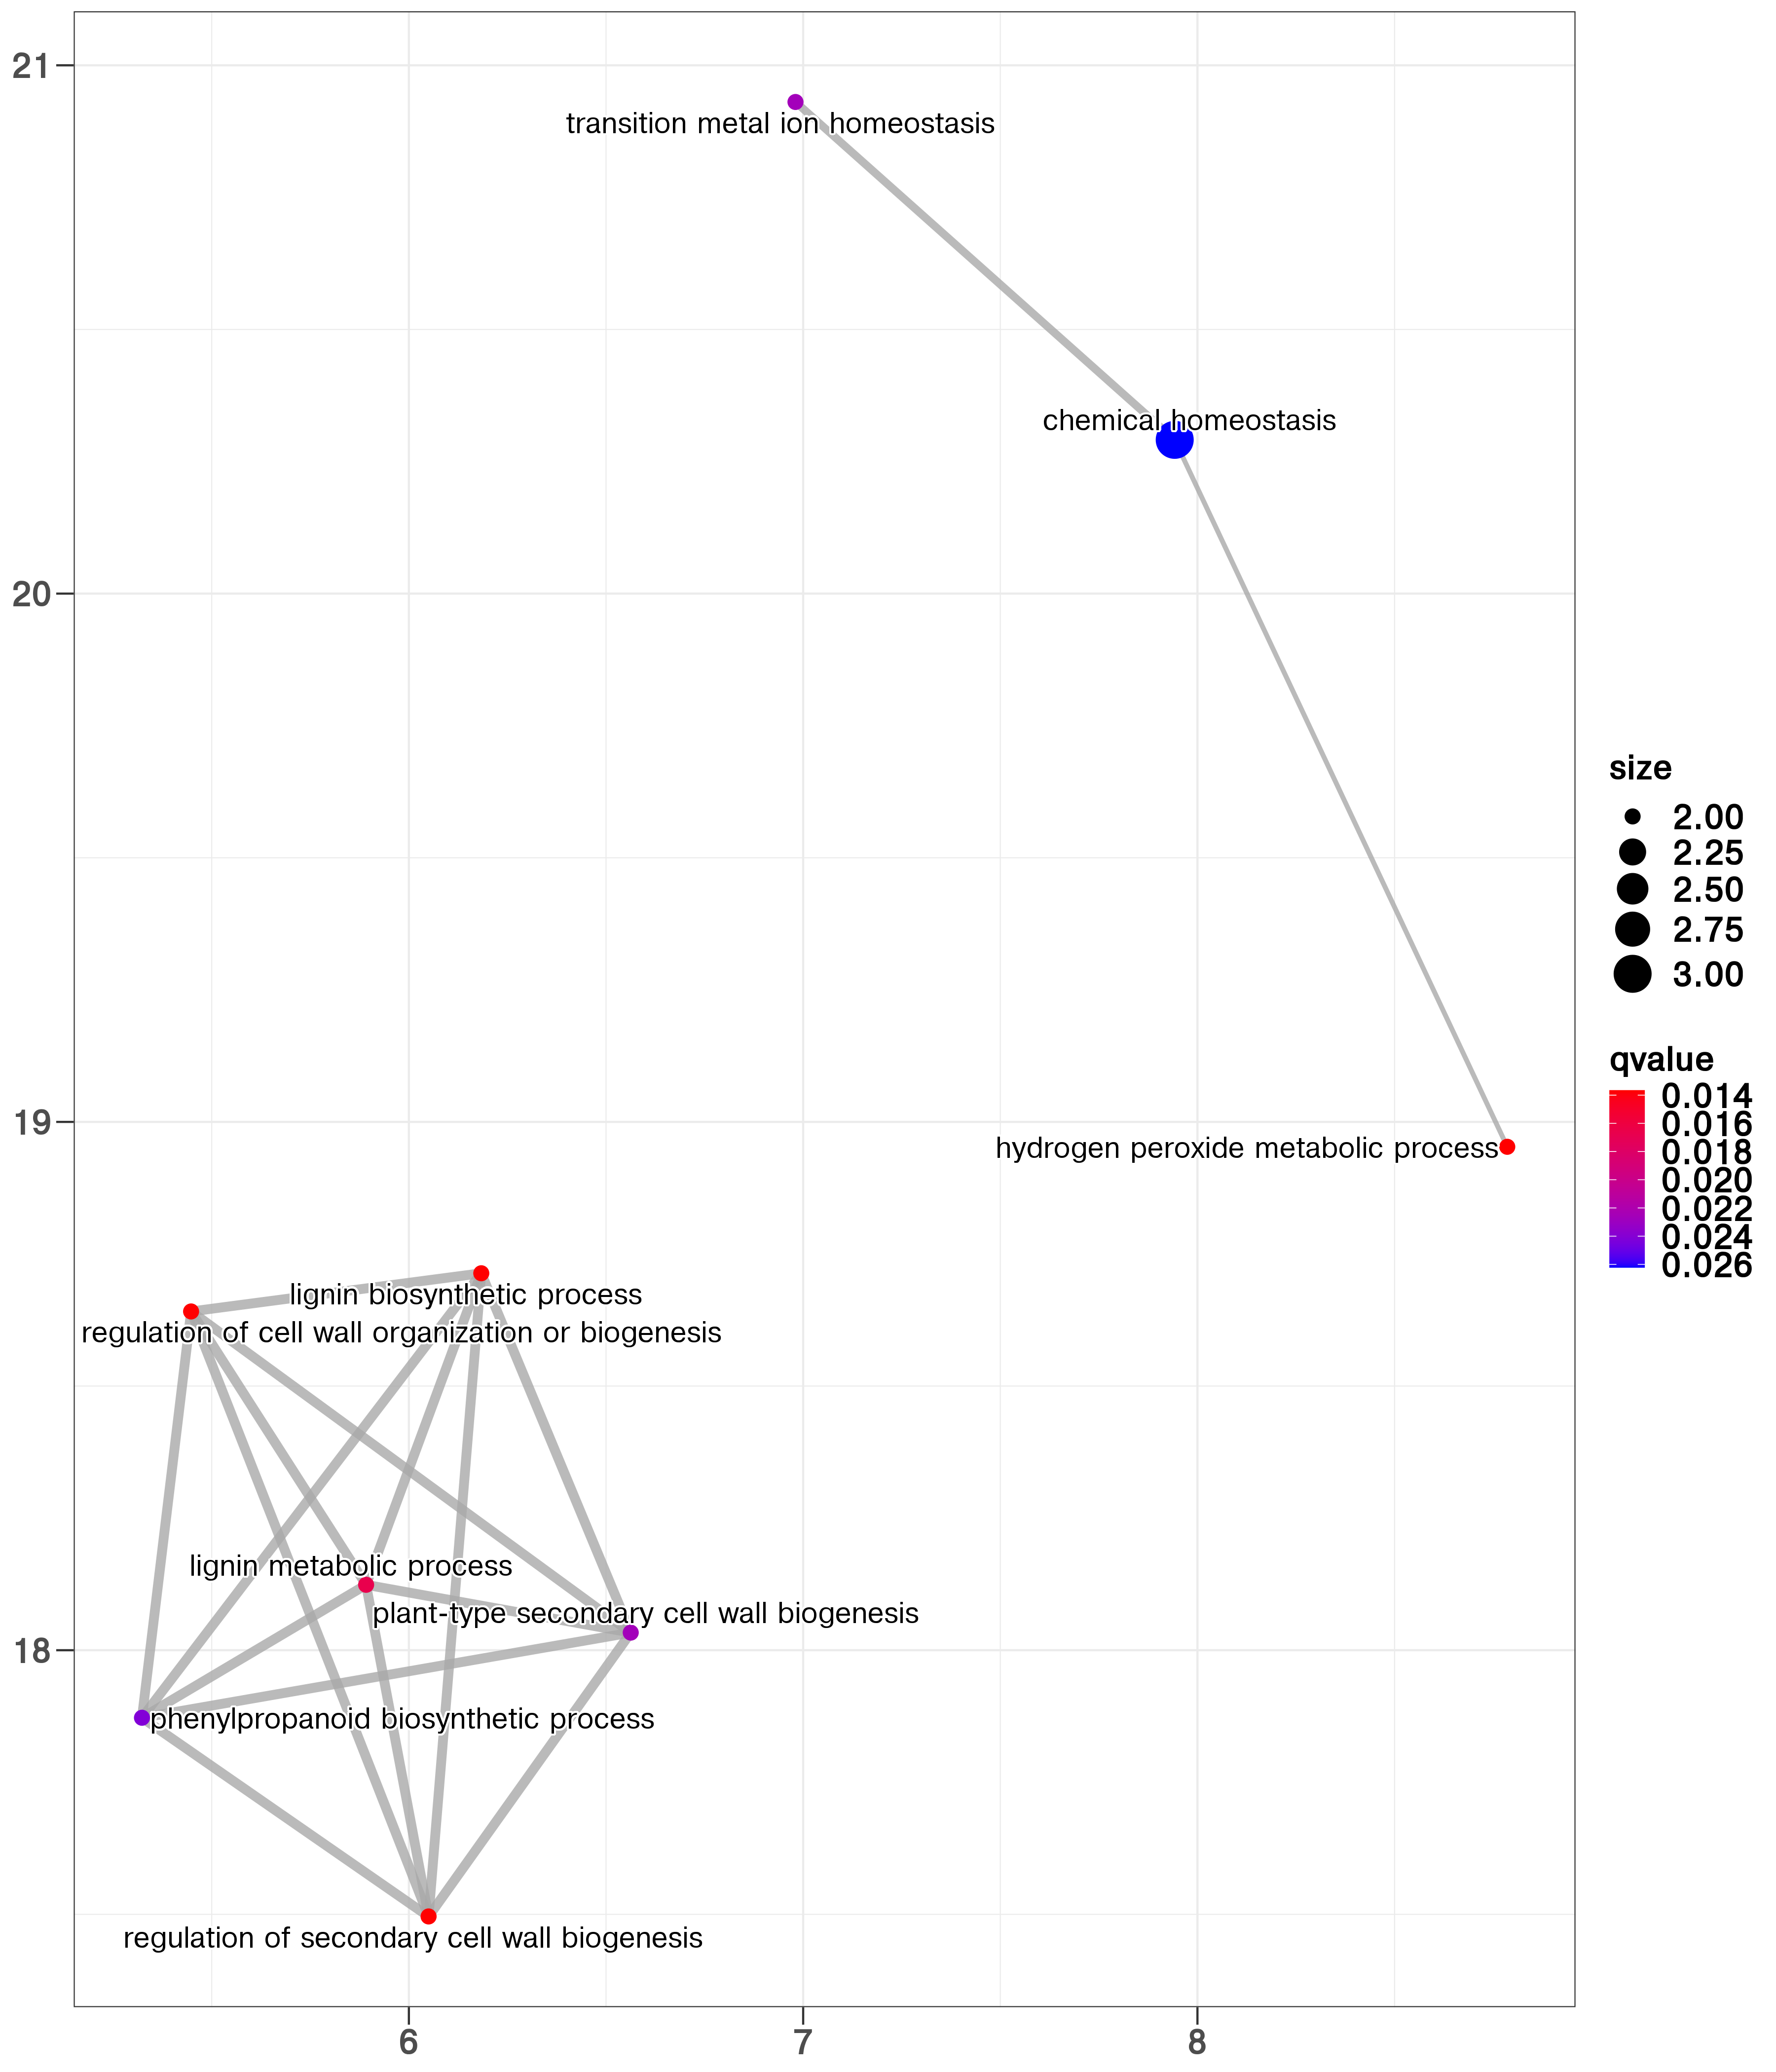 21
transition metal ion homeostasis
chemical homeostasis
20
19
hydrogen peroxide metabolic process
lignin biosynthetic process
regulation of cell wall organization or biogenesis
lignin metabolic process
plant-type secondary cell wall biogenesis
18
phenylpropanoid biosynthetic process
regulation of secondary cell wall biogenesis
6 7 8
size
2.00
2.25
2.50
2.75
3.00
qvalue
0.014
0.016
0.018
0.020
0.022
0.024
0.026